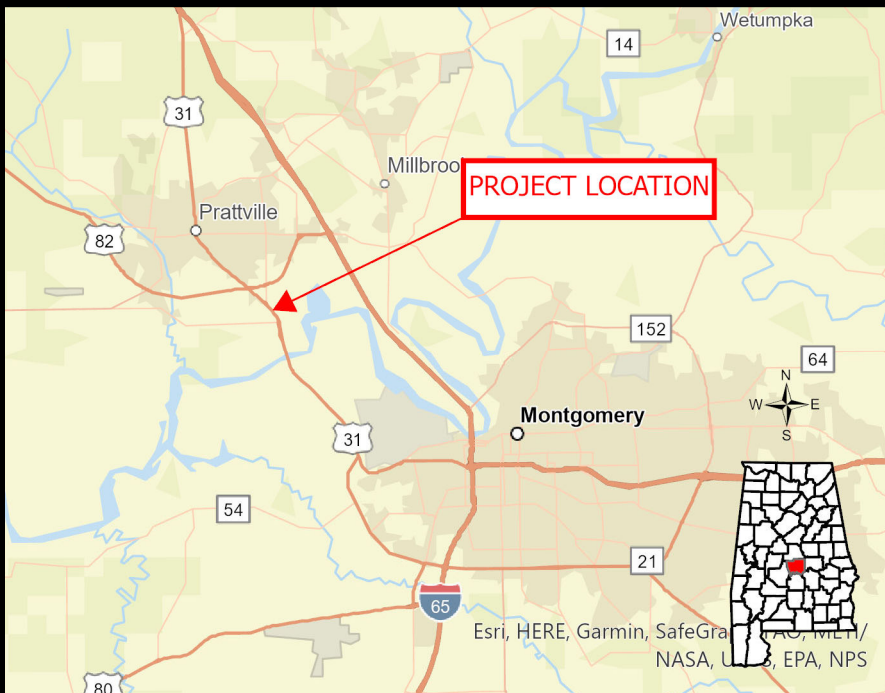 Wetumpka
14
31
Millbroo
PROJECT LOCATION
Prattville
82
152
64
N
W E
S
Montgomery
31
54
21
65
Esri, HERE, Garmin,
NASA, EPA, NPS
80